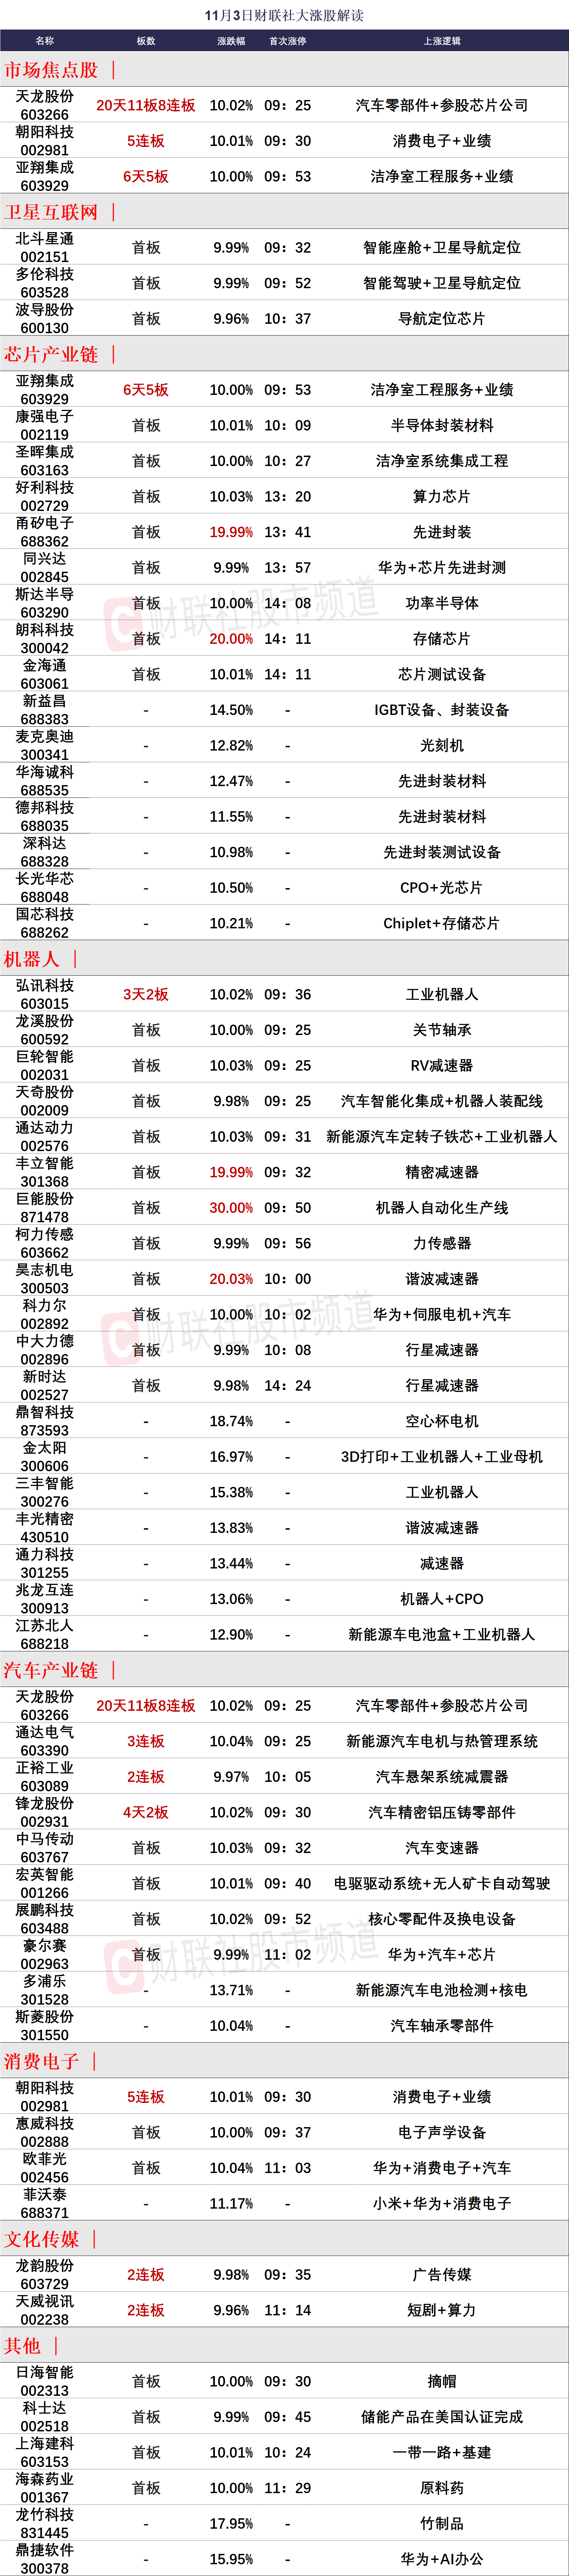 11月3日财联社大涨股解读
名称 板数 涨跌幅 首次涨停 上涨逻辑
市场焦点股 |
天龙股份 603266 20天11板8连板 10.02% 09：25 汽车零部件+参股芯片公司
朝阳科技 002981 5连板 10.01% 09：30 消费电子+业绩
亚翔集成 603929 6天5板 10.00% 09：53 洁净室工程服务+业绩
卫星互联网 |
北斗星通 002151 首板 9.99% 09：32 智能座舱+卫星导航定位
多伦科技 603528 首板 9.99% 09：52 智能驾驶+卫星导航定位
波导股份 600130 首板 9.96% 10：37 导航定位芯片
芯片产业链 |
亚翔集成 603929 6天5板 10.00% 09：53 洁净室工程服务+业绩
康强电子 002119 首板 10.01% 10：09 半导体封装材料
圣晖集成 603163 首板 10.00% 10：27 洁净室系统集成工程
好利科技 002729 首板 10.03% 13：20 算力芯片
甬矽电子 688362 首板 19.99% 13：41 先进封装
同兴达 002845 首板 9.99% 13：57 华为+芯片先进封测
斯达半导 603290 首板 10.00% 14：08 功率半导体
朗科科技 300042 首板 20.00% 14：11 存储芯片
金海通 603061 首板 10.01% 14：11 芯片测试设备
新益昌 688383 - 14.50% - IGBT设备、封装设备
麦克奥迪 300341 - 12.82% - 光刻机
华海诚科 688535 - 12.47% - 先进封装材料
德邦科技 688035 - 11.55% - 先进封装材料
深科达 688328 - 10.98% - 先进封装测试设备
长光华芯 688048 - 10.50% - CPO+光芯片
国芯科技 688262 - 10.21% - Chiplet+存储芯片
财联社股市频道
机器人 |
弘讯科技 603015 3天2板 10.02% 09：36 工业机器人
龙溪股份 600592 首板 10.00% 09：25 关节轴承
巨轮智能 002031 首板 10.03% 09：25 RV减速器
天奇股份 002009 首板 9.98% 09：25 汽车智能化集成+机器人装配线
通达动力 002576 首板 10.03% 09：31 新能源汽车定转子铁芯+工业机器人
丰立智能 301368 首板 19.99% 09：32 精密减速器
巨能股份 871478 首板 30.00% 09：50 机器人自动化生产线
柯力传感 603662 首板 9.99% 09：56 力传感器
昊志机电 300503 首板 20.03% 10：00 谐波减速器
科力尔 002892 首板 10.00% 10：02 华为+伺服电机+汽车
中大力德 002896 首板 9.99% 10：08 行星减速器
新时达 002527 首板 9.98% 14：24 行星减速器
鼎智科技 873593 - 18.74% - 空心杯电机
金太阳 300606 - 16.97% - 3D打印+工业机器人+工业母机
三丰智能 300276 - 15.38% - 工业机器人
丰光精密 430510 - 13.83% - 谐波减速器
通力科技 301255 - 13.44% - 减速器
兆龙互连 300913 - 13.06% - 机器人+CPO
江苏北人 688218 - 12.90% - 新能源车电池盒+工业机器人
财联社股市频道
汽车产业链 |
天龙股份 603266 20天11板8连板 10.02% 09：25 汽车零部件+参股芯片公司
通达电气 603390 3连板 10.04% 09：25 新能源汽车电机与热管理系统
正裕工业 603089 2连板 9.97% 10：05 汽车悬架系统减震器
锋龙股份 002931 4天2板 10.02% 09：30 汽车精密铝压铸零部件
中马传动 603767 首板 10.03% 09：32 汽车变速器
宏英智能 001266 首板 10.01% 09：40 电驱驱动系统+无人矿卡自动驾驶
展鹏科技 603488 首板 10.02% 09：52 核心零配件及换电设备
豪尔赛 002963 首板 9.99% 11：02 华为+汽车+芯片
多浦乐 301528 - 13.71% - 新能源汽车电池检测+核电
斯菱股份 301550 - 10.04% - 汽车轴承零部件
财联社股市频道
消费电子 |
朝阳科技 002981 5连板 10.01% 09：30 消费电子+业绩
惠威科技 002888 首板 10.00% 09：37 电子声学设备
欧菲光 002456 首板 10.04% 11：03 华为+消费电子+汽车
菲沃泰 688371 - 11.17% - 小米+华为+消费电子
文化传媒 |
龙韵股份 603729 2连板 9.98% 09：35 广告传媒
天威视讯 002238 2连板 9.96% 11：14 短剧+算力
其他 |
日海智能 002313 首板 10.00% 09：30 摘帽
科士达 002518 首板 9.99% 09：45 储能产品在美国认证完成
上海建科 603153 首板 10.01% 10：24 一带一路+基建
海森药业 001367 首板 10.00% 11：29 原料药
龙竹科技 831445 - 17.95% - 竹制品
鼎捷软件 300378 - 15.95% - 华为+AI办公